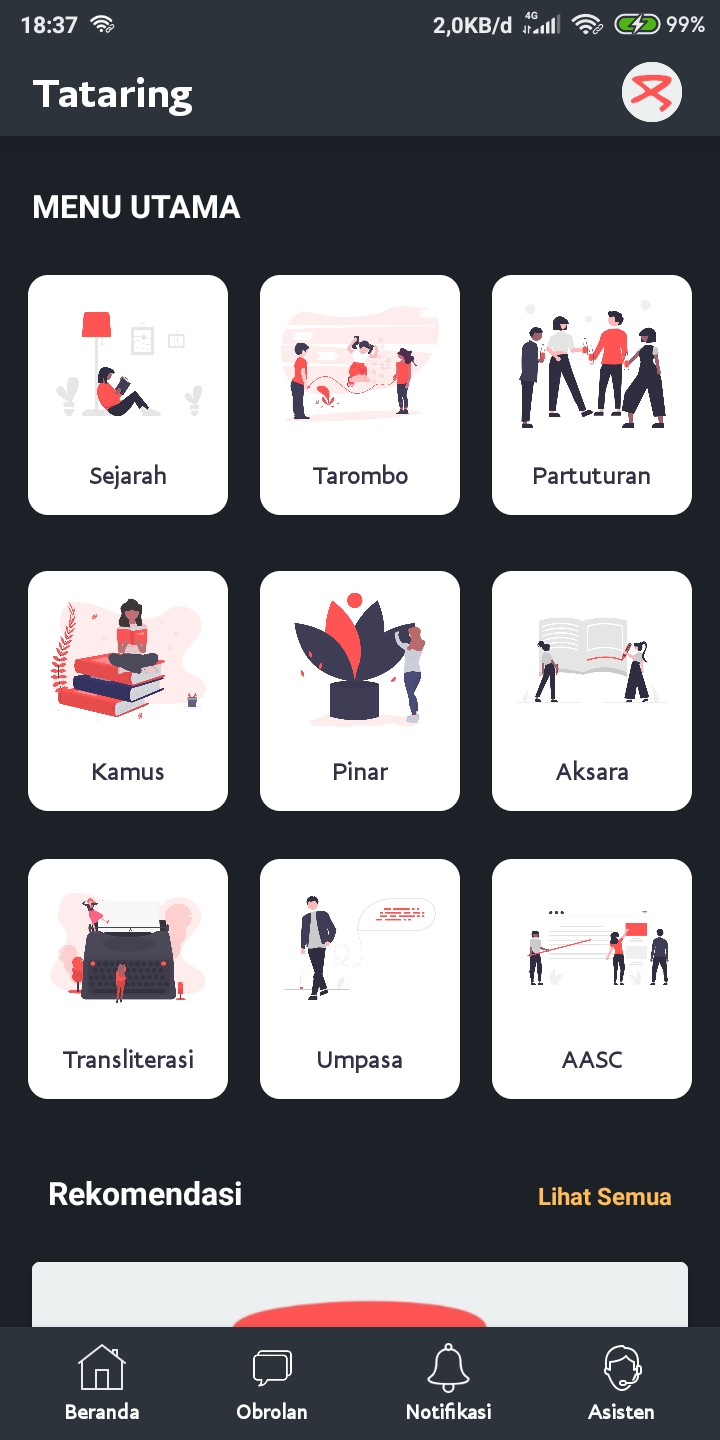 18:37 2,0KB/d 4G 99%
Tataring
MENU UTAMA
Sejarah Tarombo Partuturan
Kamus Pinar Aksara
Transliterasi Umpasa AASC
Rekomendasi Lihat Semua
Beranda Obrolan Notifikasi Asisten